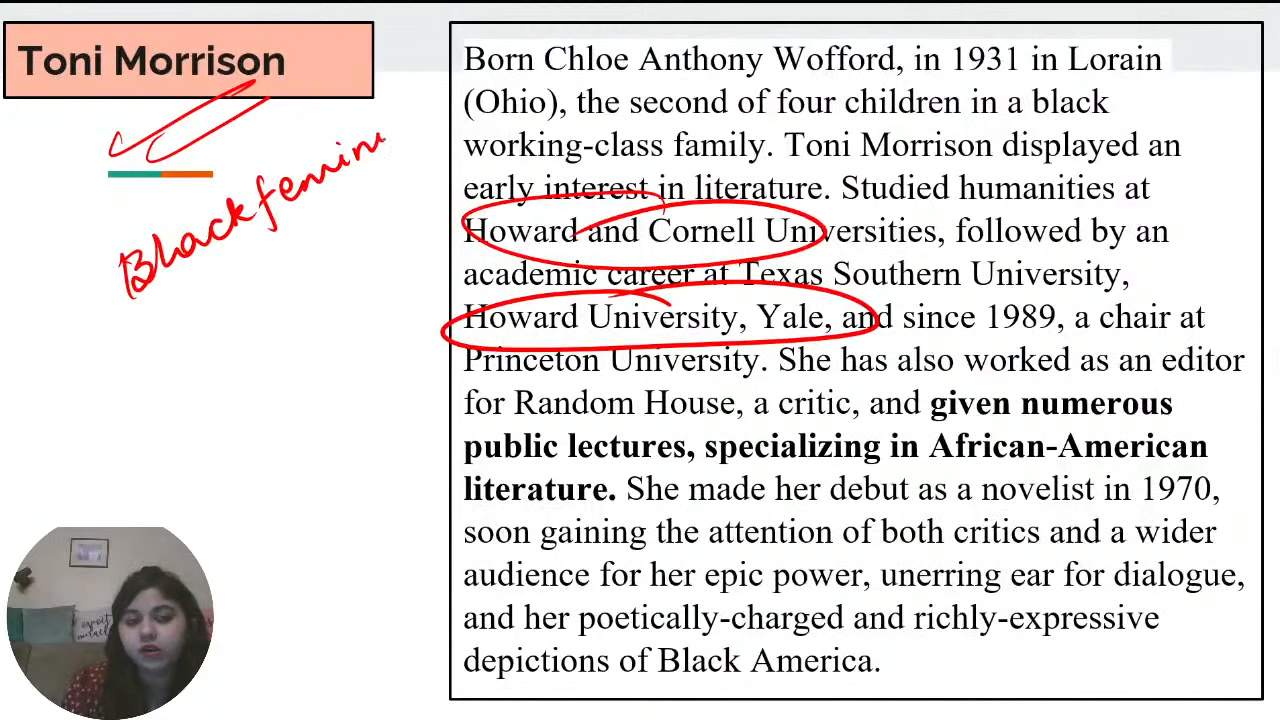 Toni Morrison
Black femini
Born Chloe Anthony Wofford, in 1931 in Lorain
(Ohio), the second of four children in a black
working-class family. Toni Morrison displayed an
early interest in literature. Studied humanities at
Howard and Cornell Universities, followed by an
academic career at Texas Southern University,
Howard University, Yale, and since 1989, a chair at
Princeton University. She has also worked as an editor
for Random House, a critic, and given numerous
public lectures, specializing in African-American
literature. She made her debut as a novelist in 1970,
soon gaining the attention of both critics and a wider
audience for her epic power, unerring ear for dialogue,
and her poetically-charged and richly-expressive
depictions of Black America.